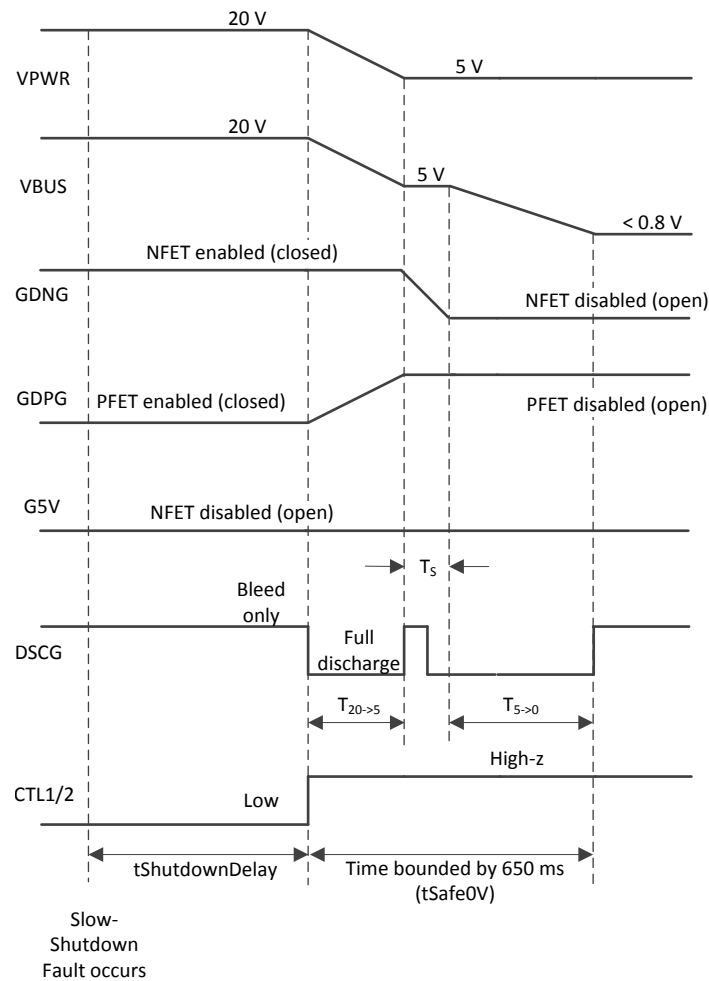 20 V
VPWR
5 V
20 V
VBUS
5 V
< 0.8 V
NFET enabled (closed)
GDNG
NFET disabled (open)
GDPG
PFET enabled (closed)
PFET disabled (open)
G5V
NFET disabled (open)
TS
Bleed
only
DSCG
Full
discharge
T20->5
T5->0
High-z
CTL1/2
Low
tShutdownDelay
Time bounded by 650 ms
(tSafe0V)
Slow-
Shutdown
Fault occurs